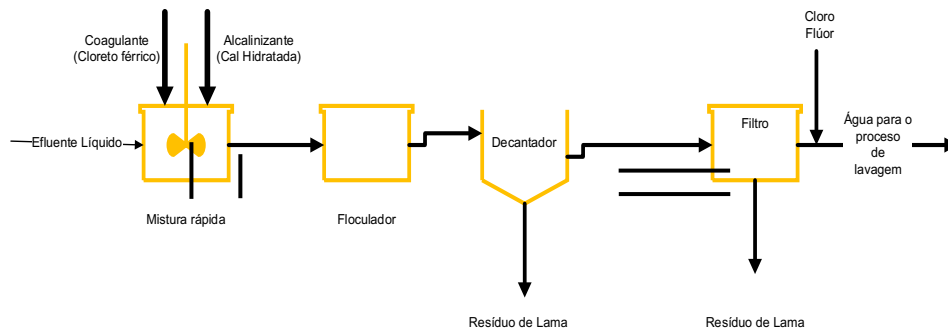 Coagulante
(Cloreto férrico)
Alcalinizante
(Cal Hidratada)
Cloro
Flúor
Efluente Líquido
Decantador
Filtro
Água para o
proceso
de
lavagem
Mistura rápida
Floculador
Resíduo de Lama
Resíduo de Lama